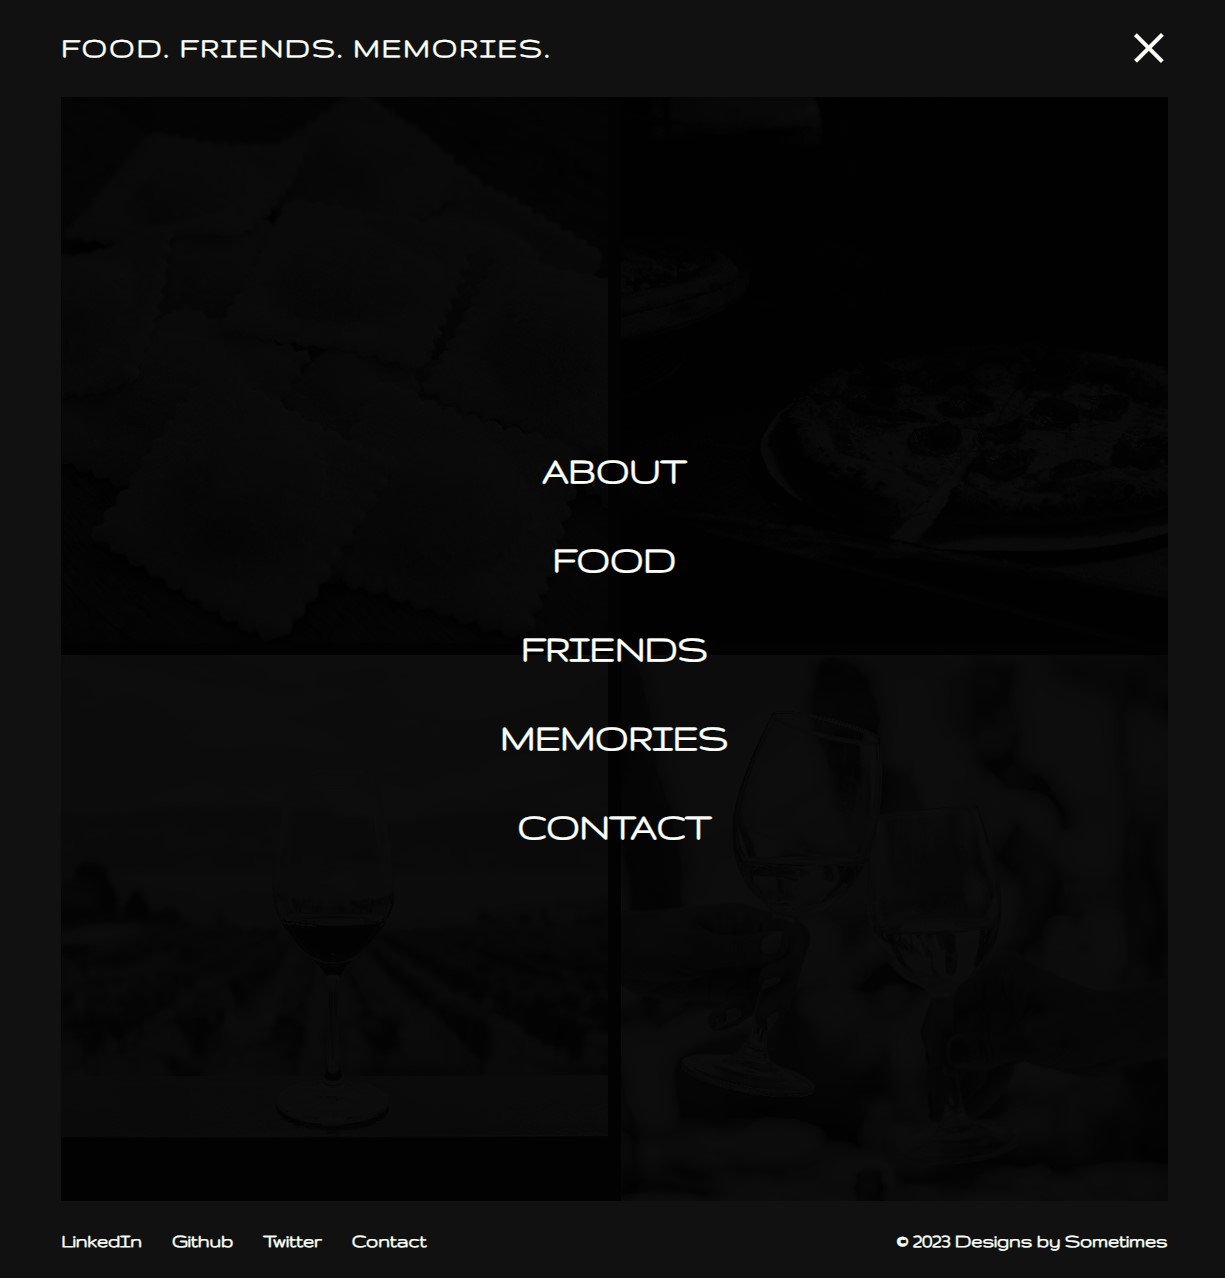 FOOD. FRIENDS. MEMORIES.
ABOUT
FOOD
FRIENDS
MEMORIES
CONTACT
LinkedIn Github Twitter Contact
© 2023 Designs by Sometimes